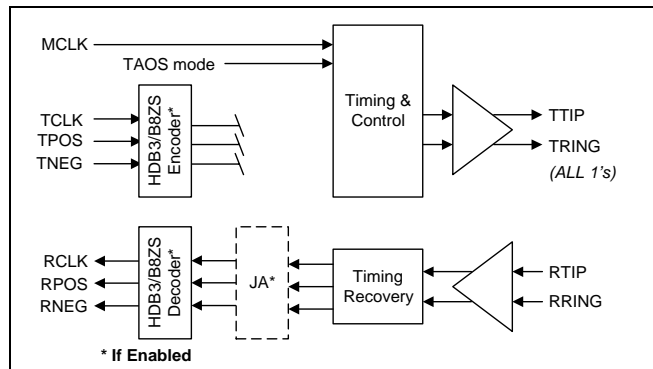 MCLK
TAOS mode
TCLK
TPOS
TNEG
HDB3/B8ZS
Encoder*
Timing &
Control
TTIP
TRING
(ALL 1's)
RCLK
RPOS
RNEG
HDB3/B8ZS
Decoder*
JA*
Timing
Recovery
RTIP
RRING
* If Enabled